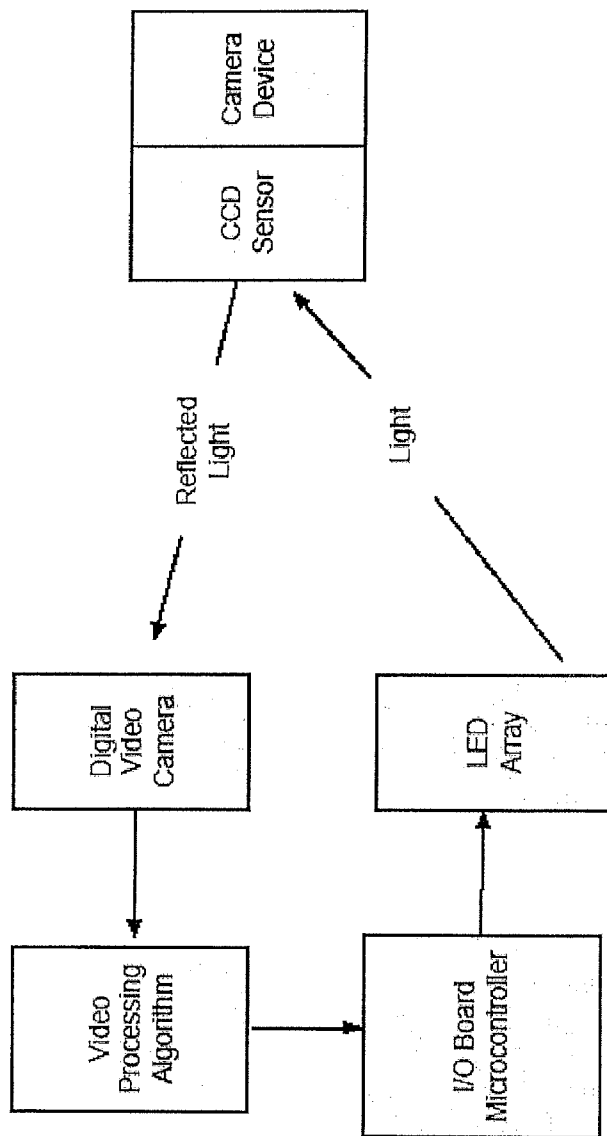 Camera
Device
CCD
Sensor
Reflected
Light
Light
Digital
Video
Camera
LED
Array
Video
Processing
Algorithm
I/O Board
Microcontroller